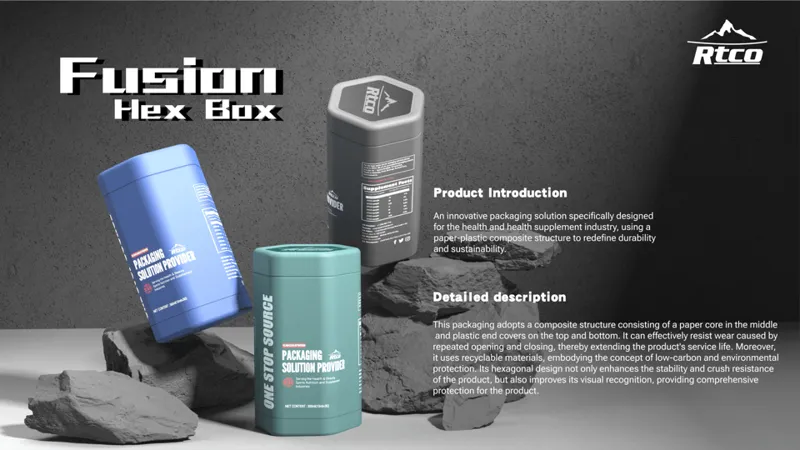 Fusion
Hex Box
Rtco
Rtco
Supplement Facts
PACKAGING
SOLUTION PROVIDER
ONE STOP SOURCE
PACKAGING
SOLUTION PROVIDER
Product Introduction
An innovative packaging solution specifically designed
for the health and health supplement industry, using a
paper-plastic composite structure to redefine durability
and sustainability.
Detailed description
This packaging adopts a composite structure consisting of a paper core in the middle
and plastic end covers on the top and bottom. It can effectively resist wear caused by
repeated opening and closing, thereby extending the product's service life. Moreover,
it uses recyclable materials, embodying the concept of low-carbon and environmental
protection. Its hexagonal design not only enhances the stability and crush resistance
of the product, but also improves its visual recognition, providing comprehensive
protection for the product.